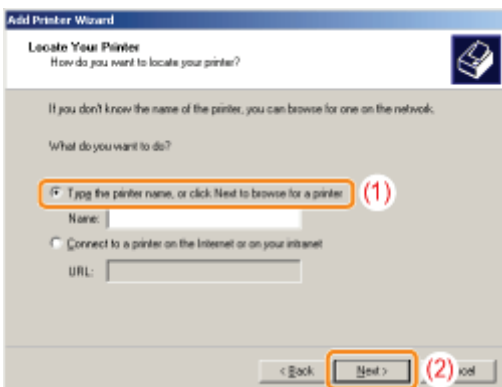 Add Printer Wizard
Locate Your Printer
How do you want to locate your printer?
If you don't know the name of the printer, you can browse for one on the network.
What do you want to do?
Type the printer name, or click Next to browse for a printer (1)
Name:
Connect to a printer on the Internet or on your intranet
URL:
< Back Next > (2)